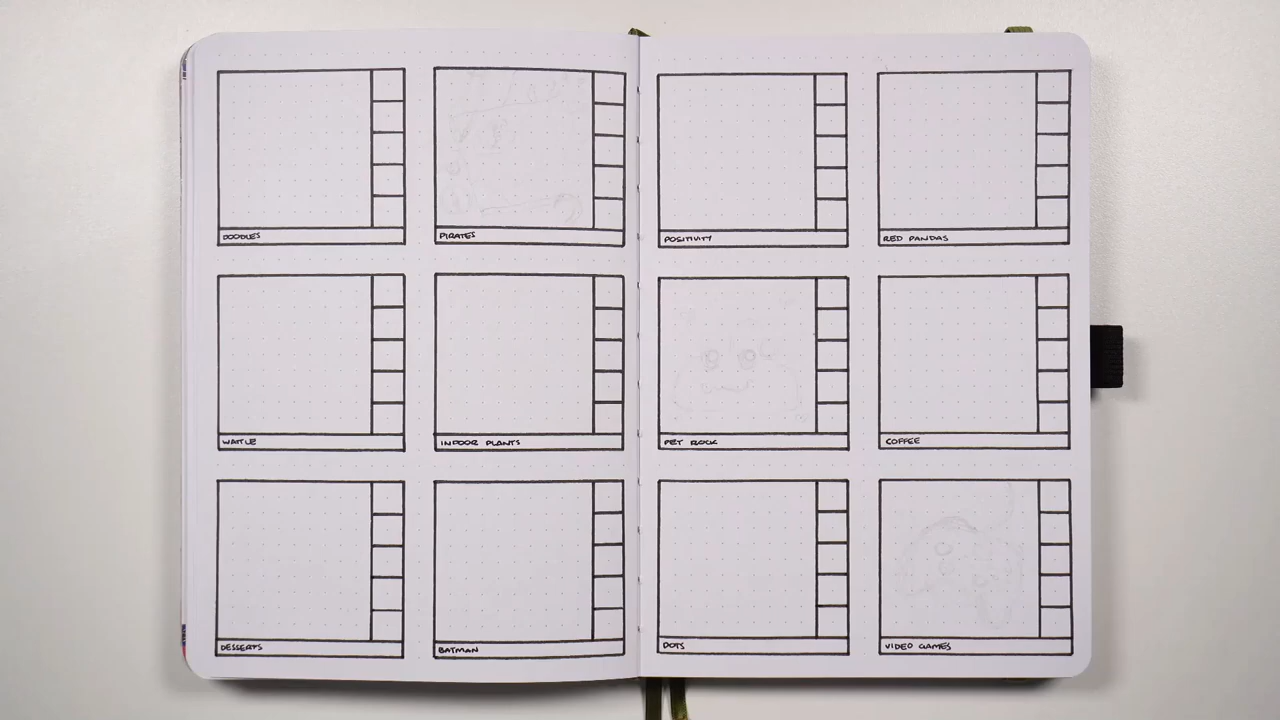 DOODLES
PIRATES
POSITIVITY
RED PANDAS
WATTLE
INDOOR PLANTS
PET ROCK
COFFEE
DESSERTS
BATMAN
DOTS
VIDEO GAMES